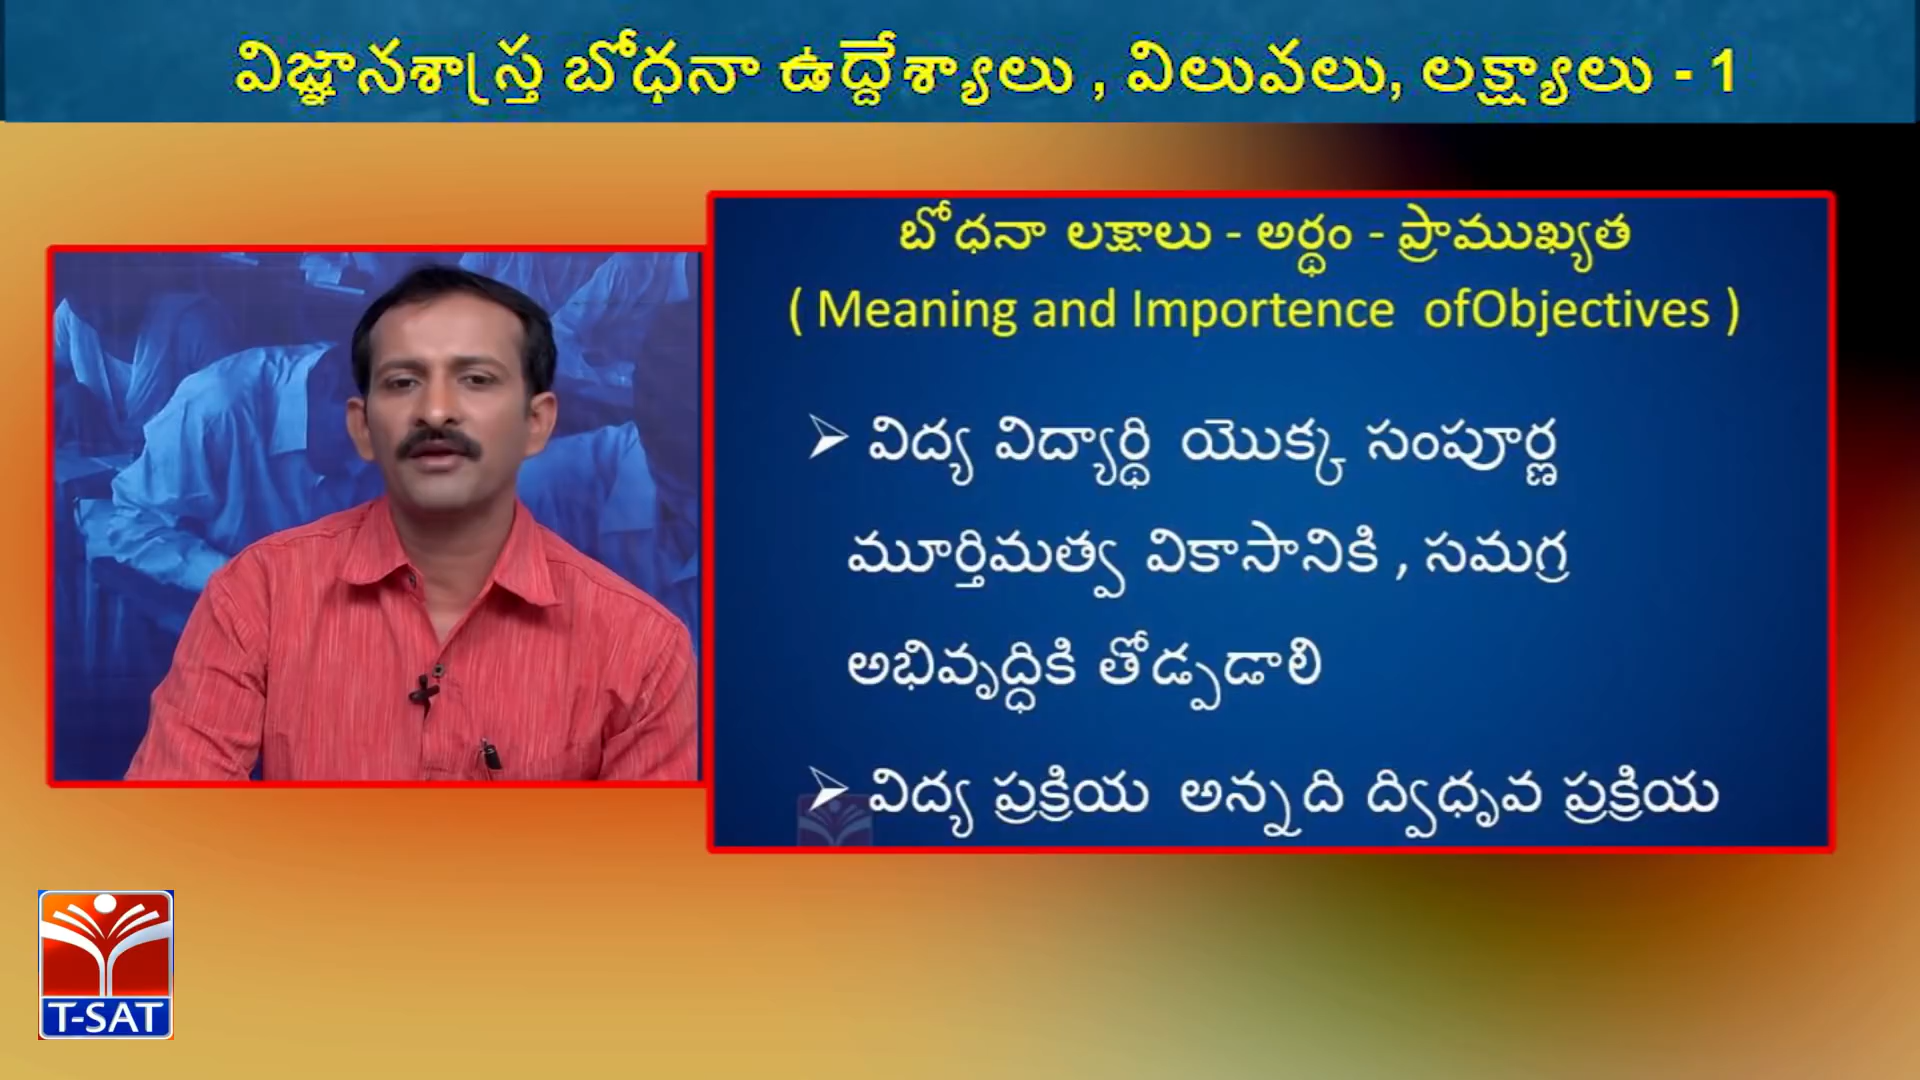 విజ్ఞానశాస్త్ర బోధనా ఉద్దేశ్యాలు , విలువలు, లక్ష్యాలు - 1
బోధనా లక్షాలు - అర్థం - ప్రాముఖ్యత
( Meaning and Importence ofObjectives )
➢ విద్య విద్యార్థి యొక్క సంపూర్ణ
మూర్తిమత్వ వికాసానికి , సమగ్ర
అభివృద్ధికి తోడ్పడాలి
➢ విద్య ప్రక్రియ అన్నది ద్విధృవ ప్రక్రియ
T-SAT